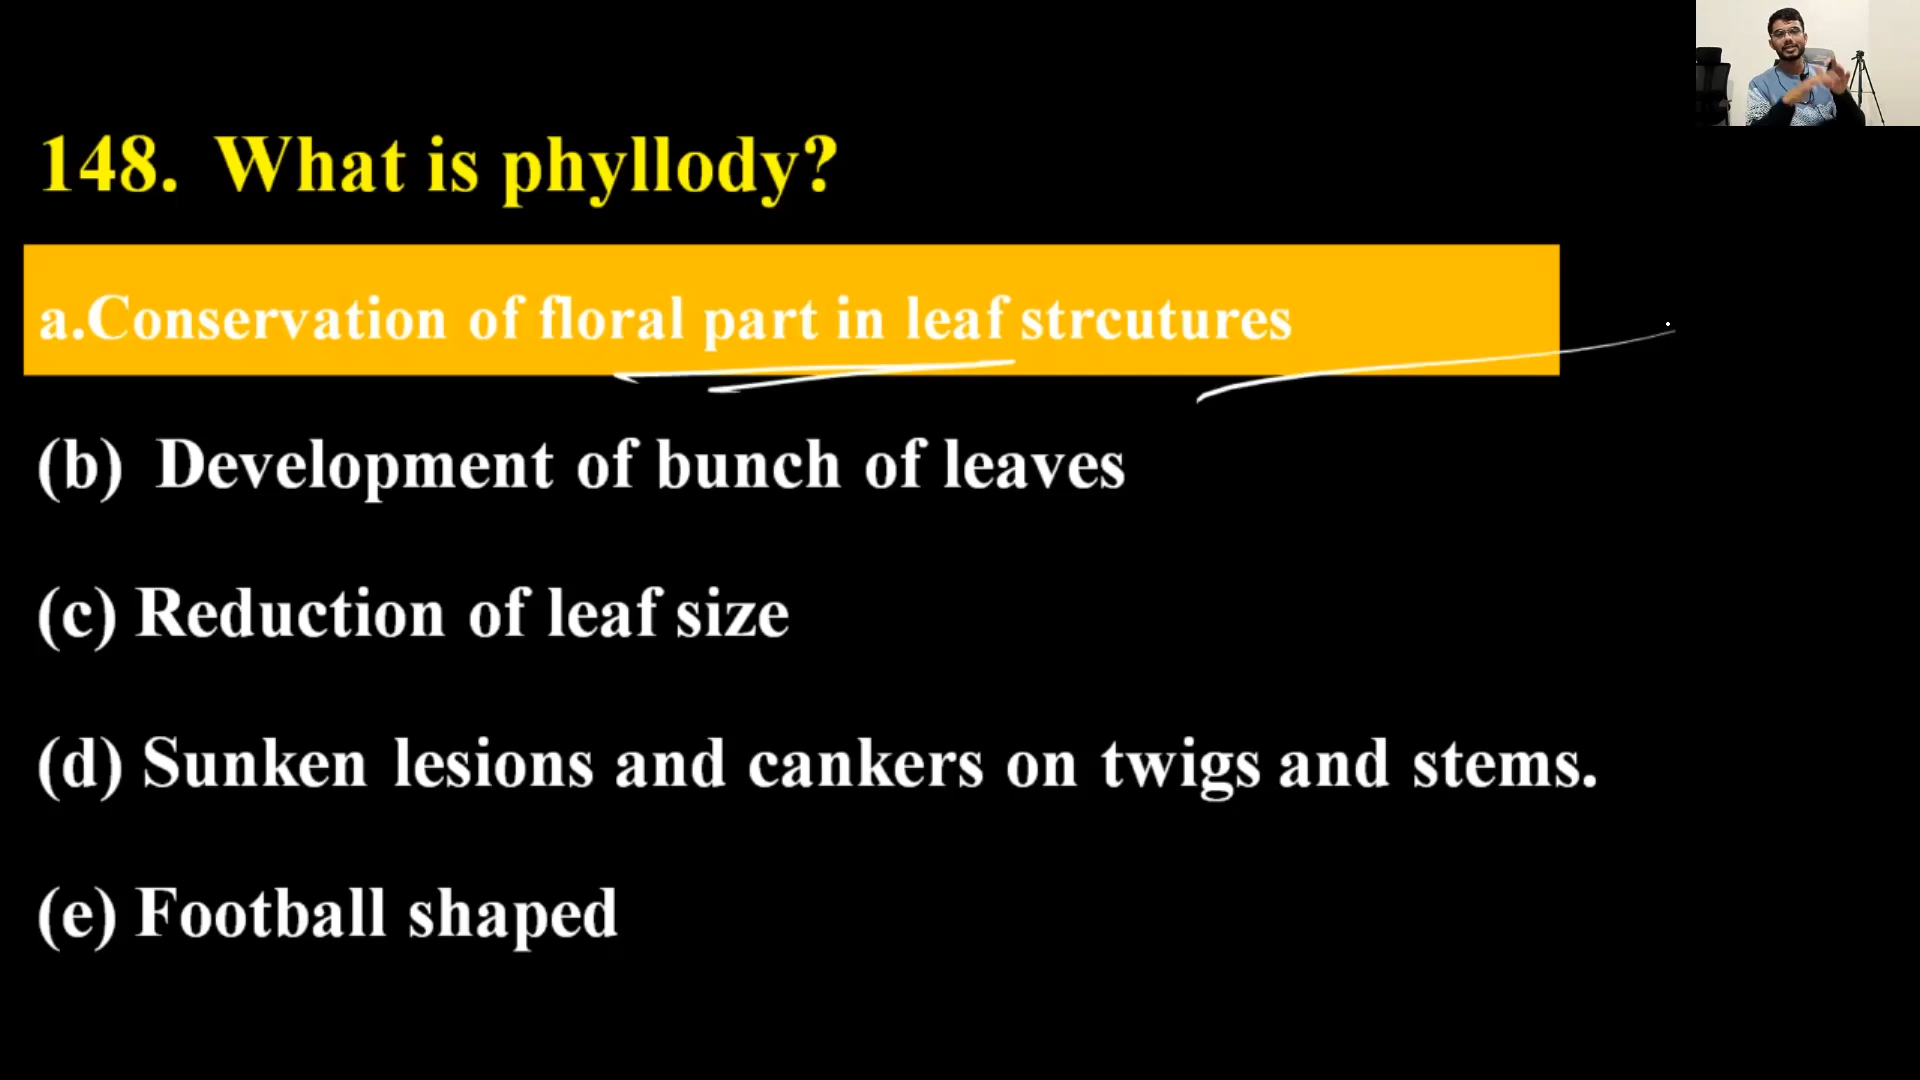 148. What is phyllody?
a.Conservation of floral part in leaf strcutures
(b) Development of bunch of leaves
(c) Reduction of leaf size
(d) Sunken lesions and cankers on twigs and stems.
(e) Football shaped